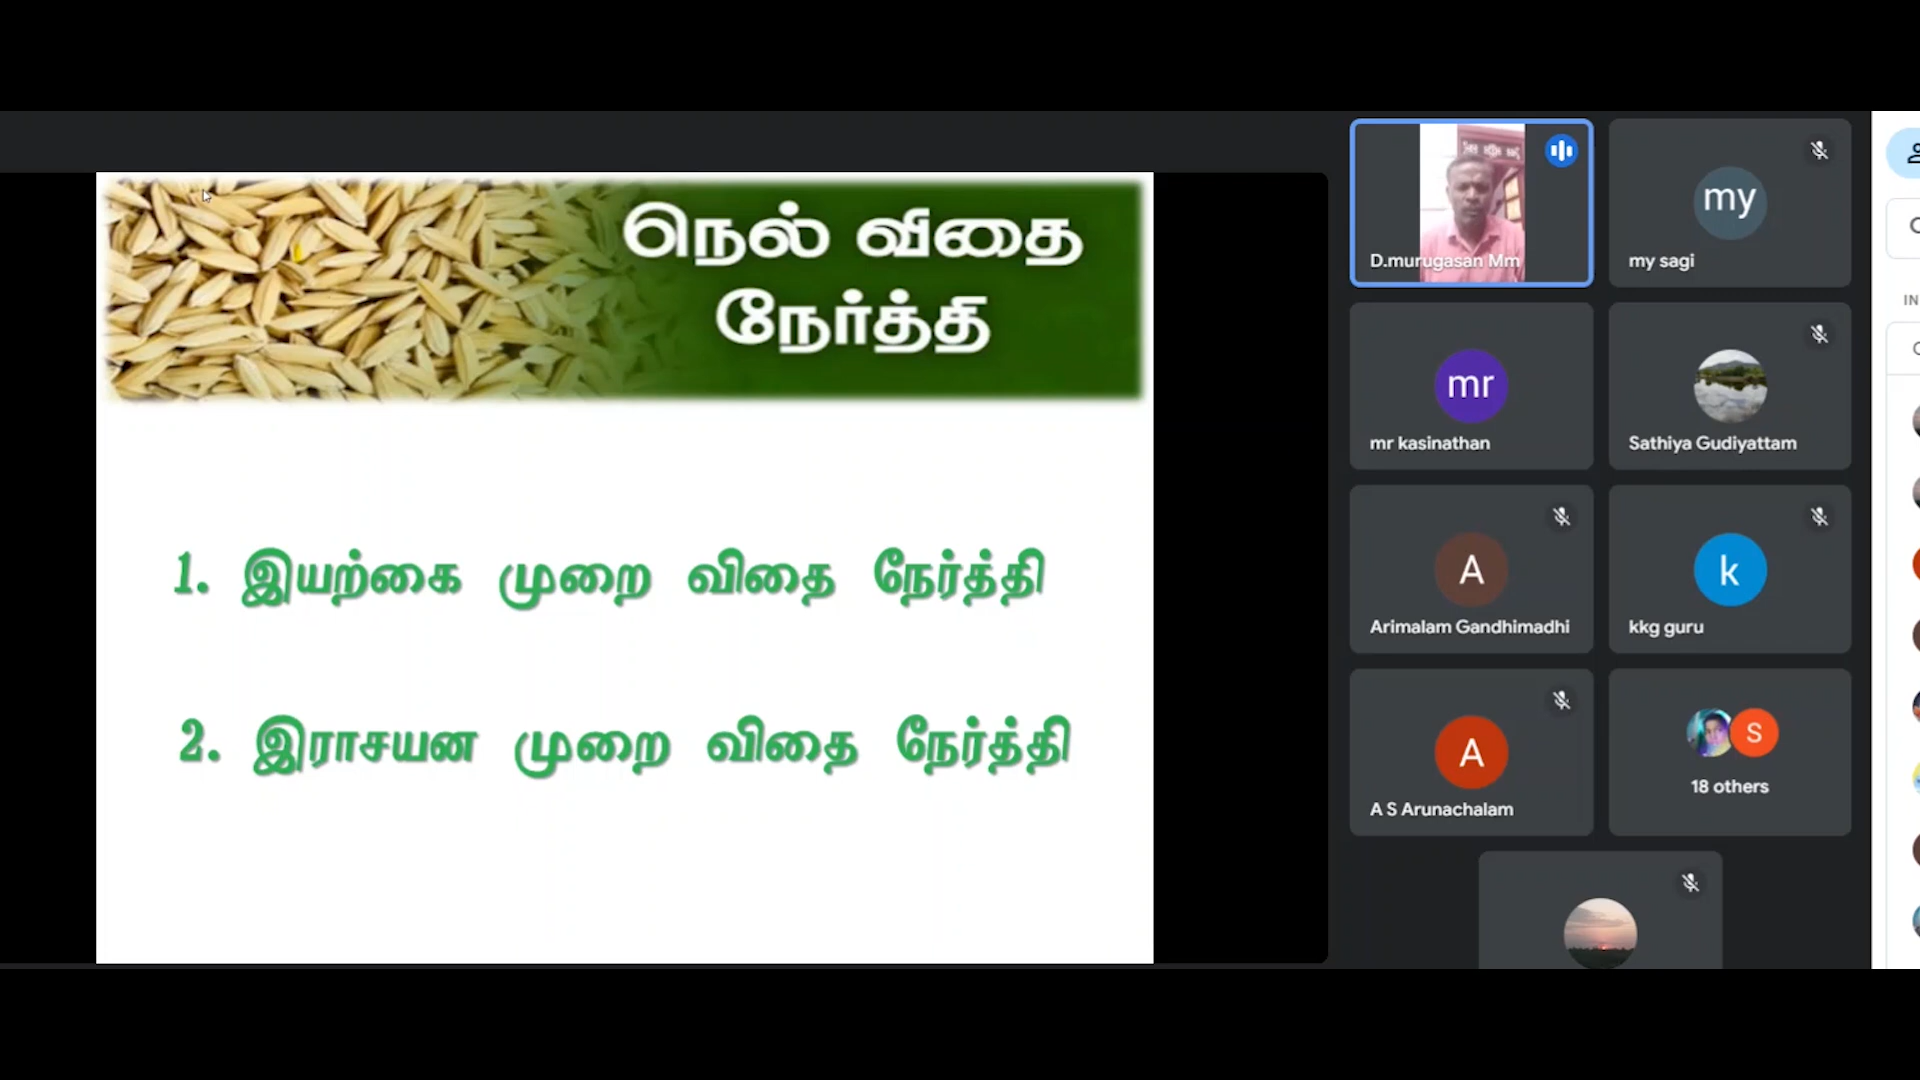 நெல் விதை
நேர்த்தி
1. இயற்கை முறை விதை நேர்த்தி
2. இராசயன முறை விதை நேர்த்தி
D.murugasan Mm
my
my sagi
mr
mr kasinathan
Sathiya Gudiyattam
A
Arimalam Gandhimadhi
k
kkg guru
A
A S Arunachalam
S
18 others
IN